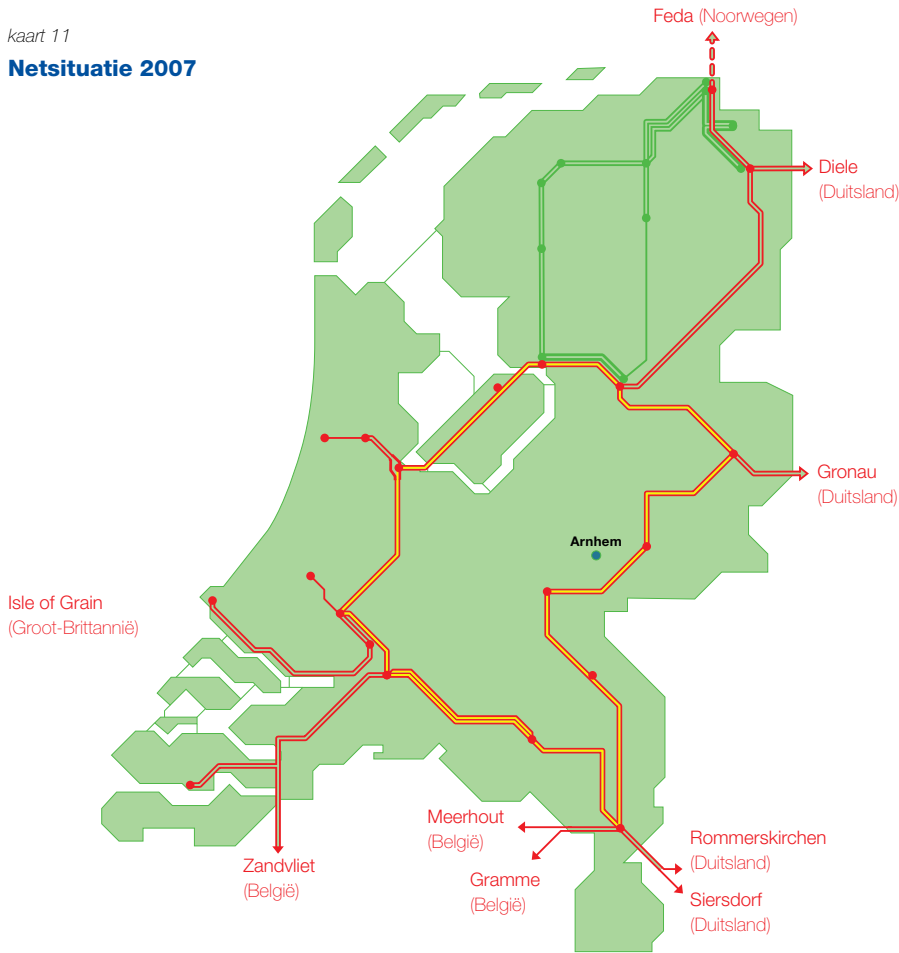 Feda (Noorwegen)
kaart 11
Netsituatie 2007
Diele
(Duitsland)
Gronau
(Duitsland)
Arnhem
Isle of Grain
(Groot-Brittannië)
Meerhout
(België)
Rommerskirchen
(Duitsland)
Zandvliet
(België)
Gramme
(België)
Siersdorf
(Duitsland)